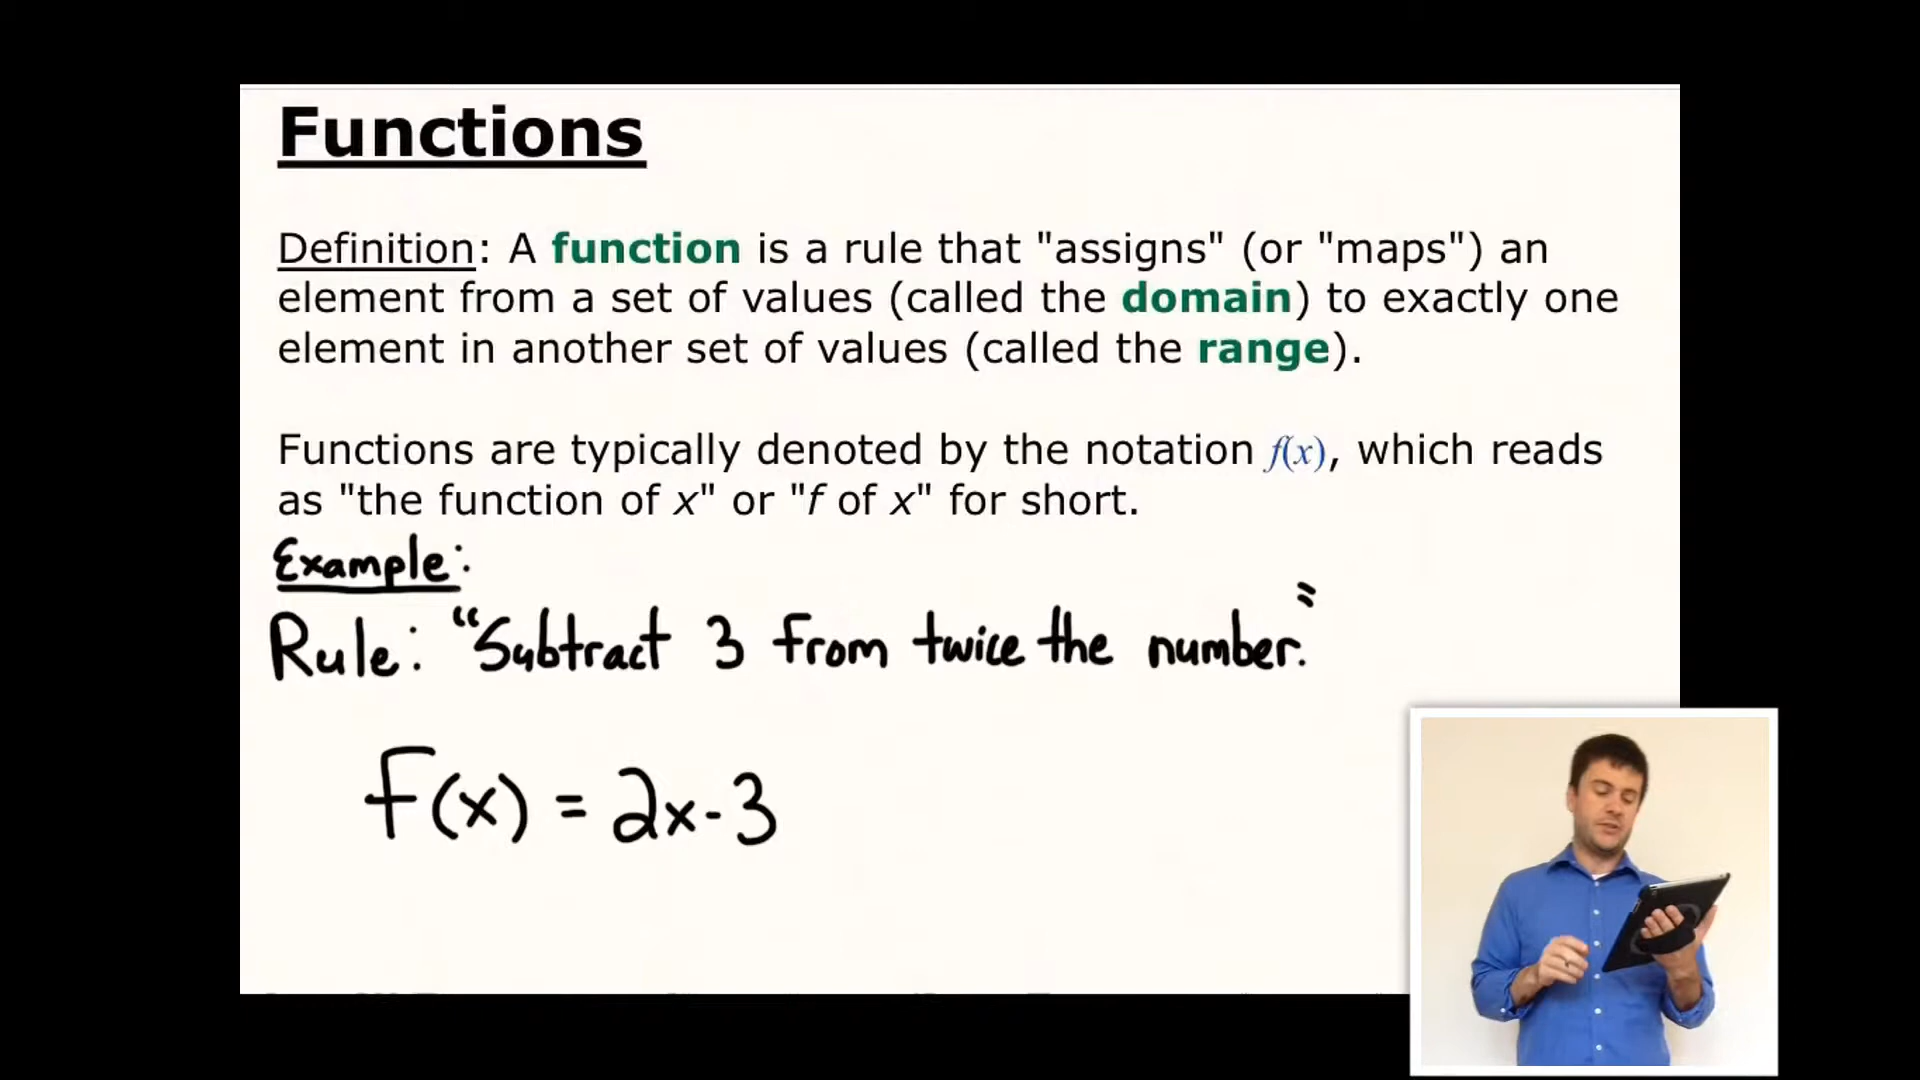 Functions
Definition: A function is a rule that "assigns" (or "maps") an
element from a set of values (called the domain) to exactly one
element in another set of values (called the range).
Functions are typically denoted by the notation f(x), which reads
as "the function of x" or "f of x" for short.
Example:
Rule: “Subtract 3 from twice the number.”
f(x) = 2x-3